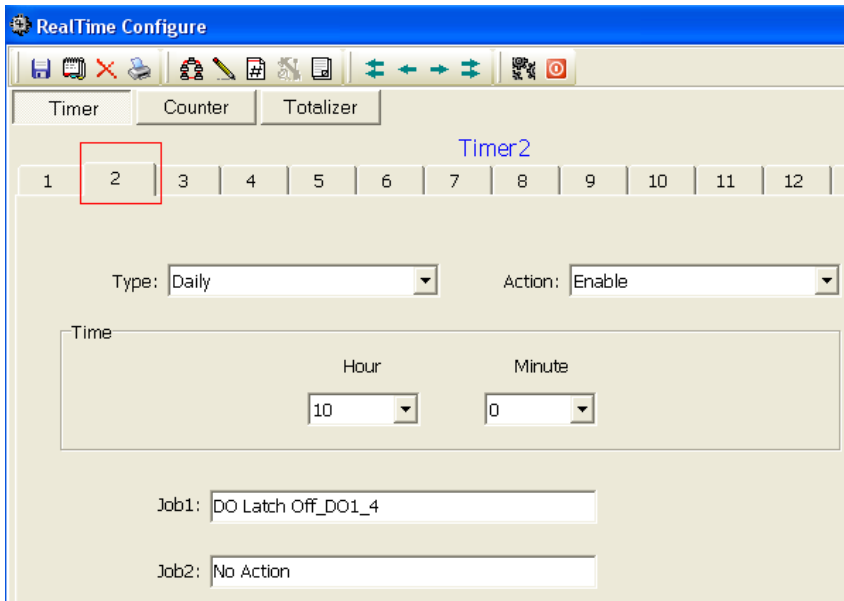 RealTime Configure
Timer Counter Totalizer
Timer2
1 2 3 4 5 6 7 8 9 10 11 12
Type: Daily Action: Enable
Time
Hour Minute
10 0
Job1: DO Latch Off_DO1_4
Job2: No Action